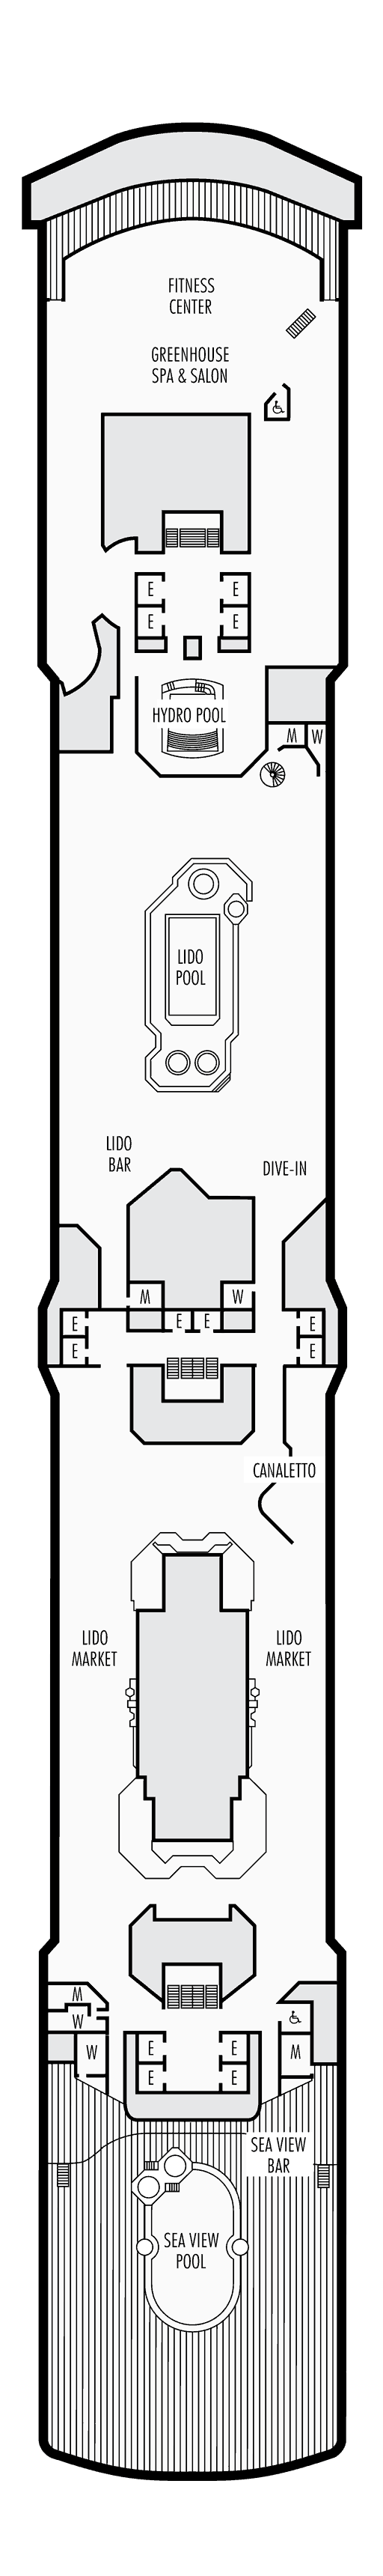 FITNESS
CENTER
GREENHOUSE
SPA & SALON
E E
E E
HYDRO POOL
M W
LIDO
POOL
LIDO
BAR
DIVE-IN
M W
E E E E
E E
CANALETTO
LIDO
MARKET
LIDO
MARKET
M
W
W E E M
E E
SEA VIEW
BAR
SEA VIEW
POOL